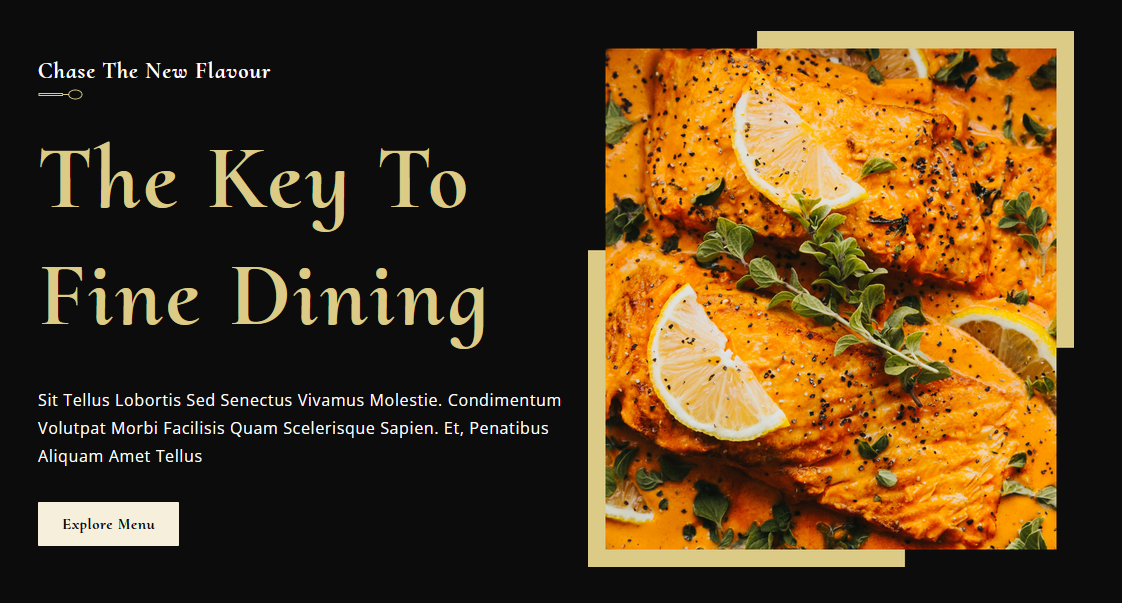 Chase The New Flavour
The Key To
Fine Dining
Sit Tellus Lobortis Sed Senectus Vivamus Molestie. Condimentum
Volutpat Morbi Facilisis Quam Scelerisque Sapien. Et, Penatibus
Aliquam Amet Tellus
Explore Menu